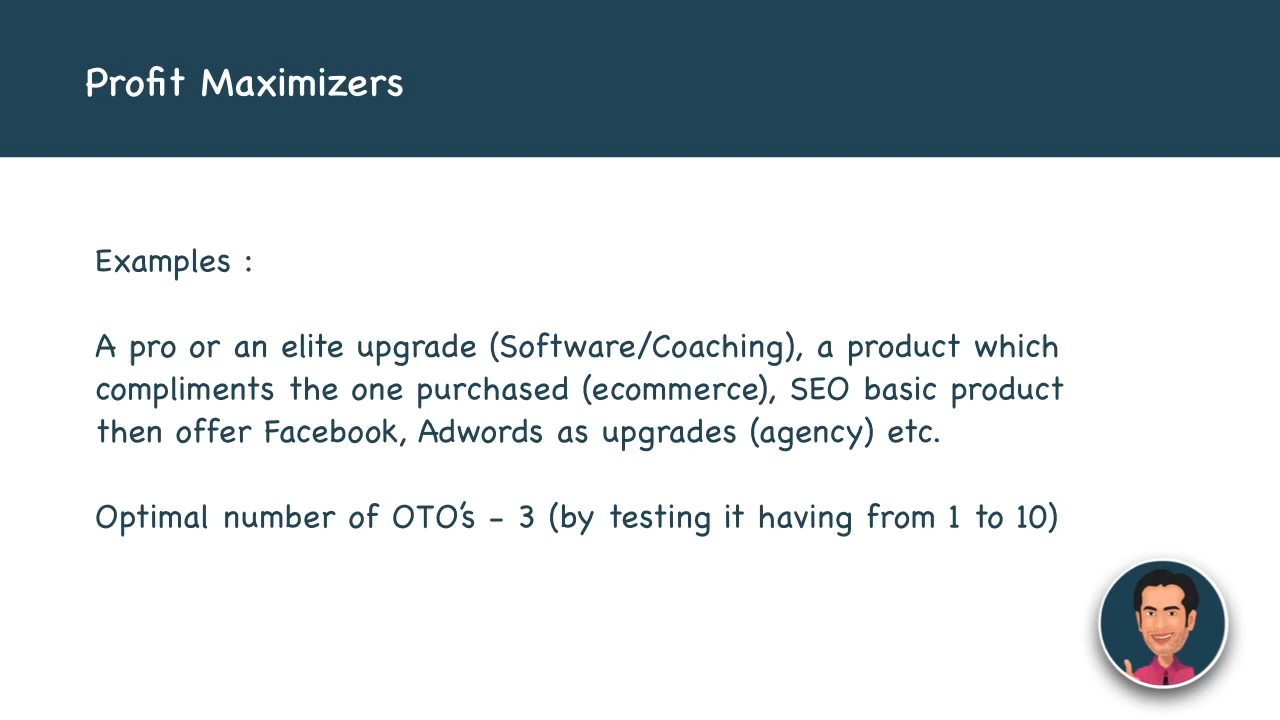 Profit Maximizers
Examples :
A pro or an elite upgrade (Software/Coaching), a product which
compliments the one purchased (ecommerce), SEO basic product
then offer Facebook, Adwords as upgrades (agency) etc.
Optimal number of OTO's - 3 (by testing it having from 1 to 10)